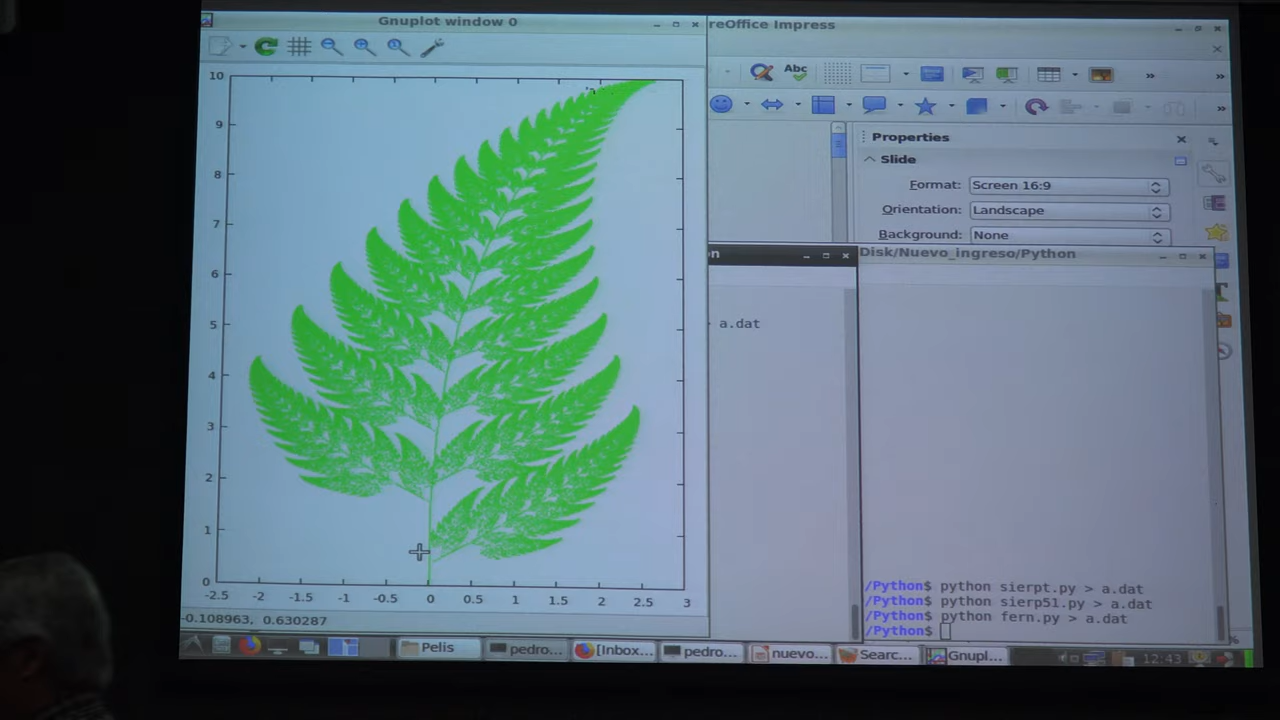 Gnuplot window 0
reOffice Impress
Abc
»
»
»
10
9
8
7
6
5
4
3
2
1
0
-2.5
-2
-1.5
-1
-0.5
0
0.5
1
1.5
2
2.5
3
-0.108963, 0.630287
Properties
Slide
Format:
Screen 16:9
Orientation:
Landscape
Background:
None
n
Disk/Nuevo_ingreso/Python
a.dat
/Python$ python sierpt.py > a.dat
/Python$ python sierp51.py > a.dat
/Python$ python fern.py > a.dat
/Python$
%
Pelis
pedro...
[Inbox...
pedro...
nuevo...
Searc...
Gnupl...
12:43